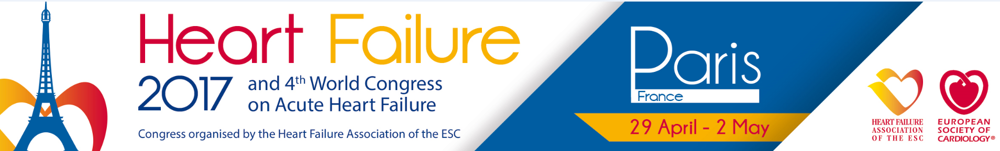 Heart Failure
2017
and 4th World Congress
on Acute Heart Failure
Congress organised by the Heart Failure Association of the ESC
Paris
France
29 April - 2 May
HEART FAILURE
ASSOCIATION
OF THE ESC
EUROPEAN
SOCIETY OF
CARDIOLOGY®